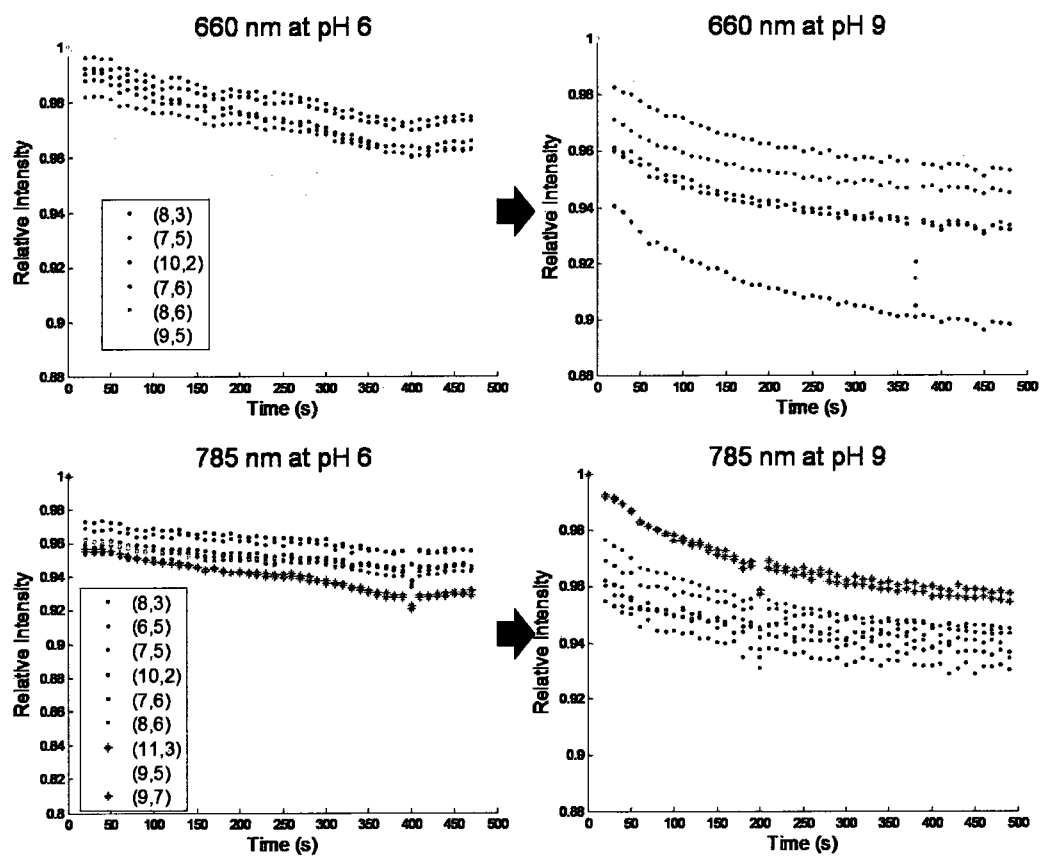 660 nm at pH 6
1
0.98
0.96
0.94
0.92
0.9
0.88
Relative Intensity
(8,3)
(7,5)
(10,2)
(7,6)
(8,6)
(9,5)
0 50 100 150 200 250 300 350 400 450 500
Time (s)
660 nm at pH 9
1
0.98
0.96
0.94
0.92
0.9
0.88
Relative Intensity
0 50 100 150 200 250 300 350 400 450 500
Time (s)
785 nm at pH 6
1
0.98
0.96
0.94
0.92
0.9
0.88
0.86
0.84
0.82
0.8
Relative Intensity
(8,3)
(6,5)
(7,5)
(10,2)
(7,6)
(8,6)
(11,3)
(9,5)
(9,7)
0 50 100 150 200 250 300 350 400 450 500
Time (s)
785 nm at pH 9
1
0.98
0.96
0.94
0.92
0.9
0.88
Relative Intensity
0 50 100 150 200 250 300 350 400 450 500
Time (s)